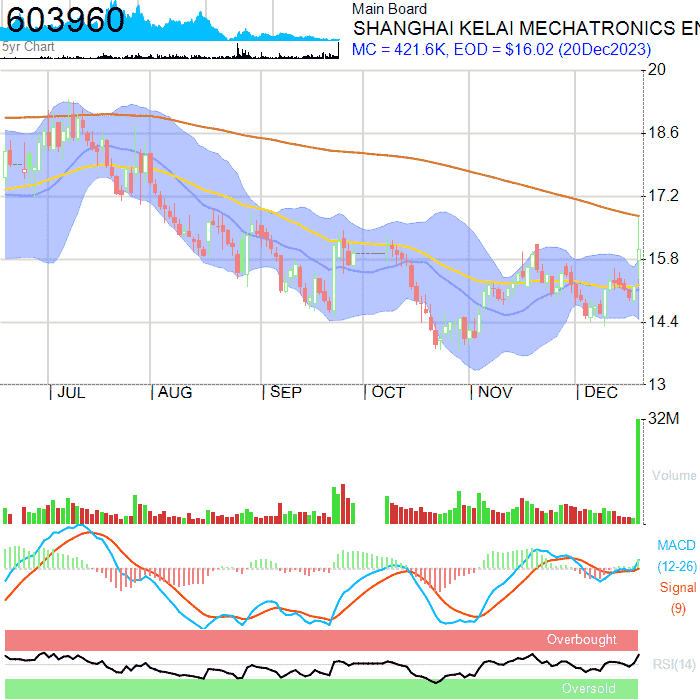 603960
5yr Chart
Main Board
SHANGHAI KELAI MECHATRONICS EN
MC = 421.6K, EOD = $16.02 (20Dec2023)
20
18.6
17.2
15.8
14.4
13
JUL AUG SEP OCT NOV DEC
32M
Volume
MACD
(12-26)
Signal
(9)
Overbought
RSI(14)
Oversold